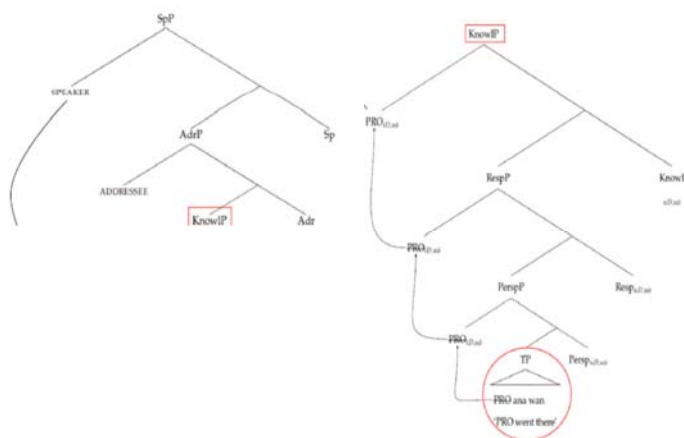 SpP
SPEAKER
AdrP
Sp
ADDRESSEE
KnowlP
Adr
KnowlP
PRO
RespP
Knowl
PRO
PerspP
Resp
PRO
TP
Persp
PRO ana wan
'PRO went there'